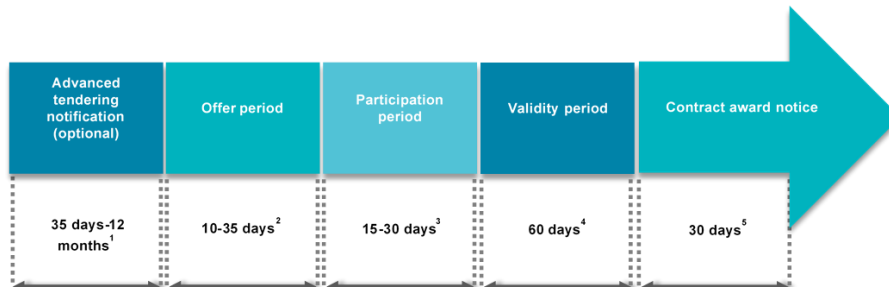 Advanced
tendering
notification
(optional)
Offer period
Participation
period
Validity period
Contract award notice
35 days-12
months¹
10-35 days²
15-30 days³
60 days⁴
30 days⁵